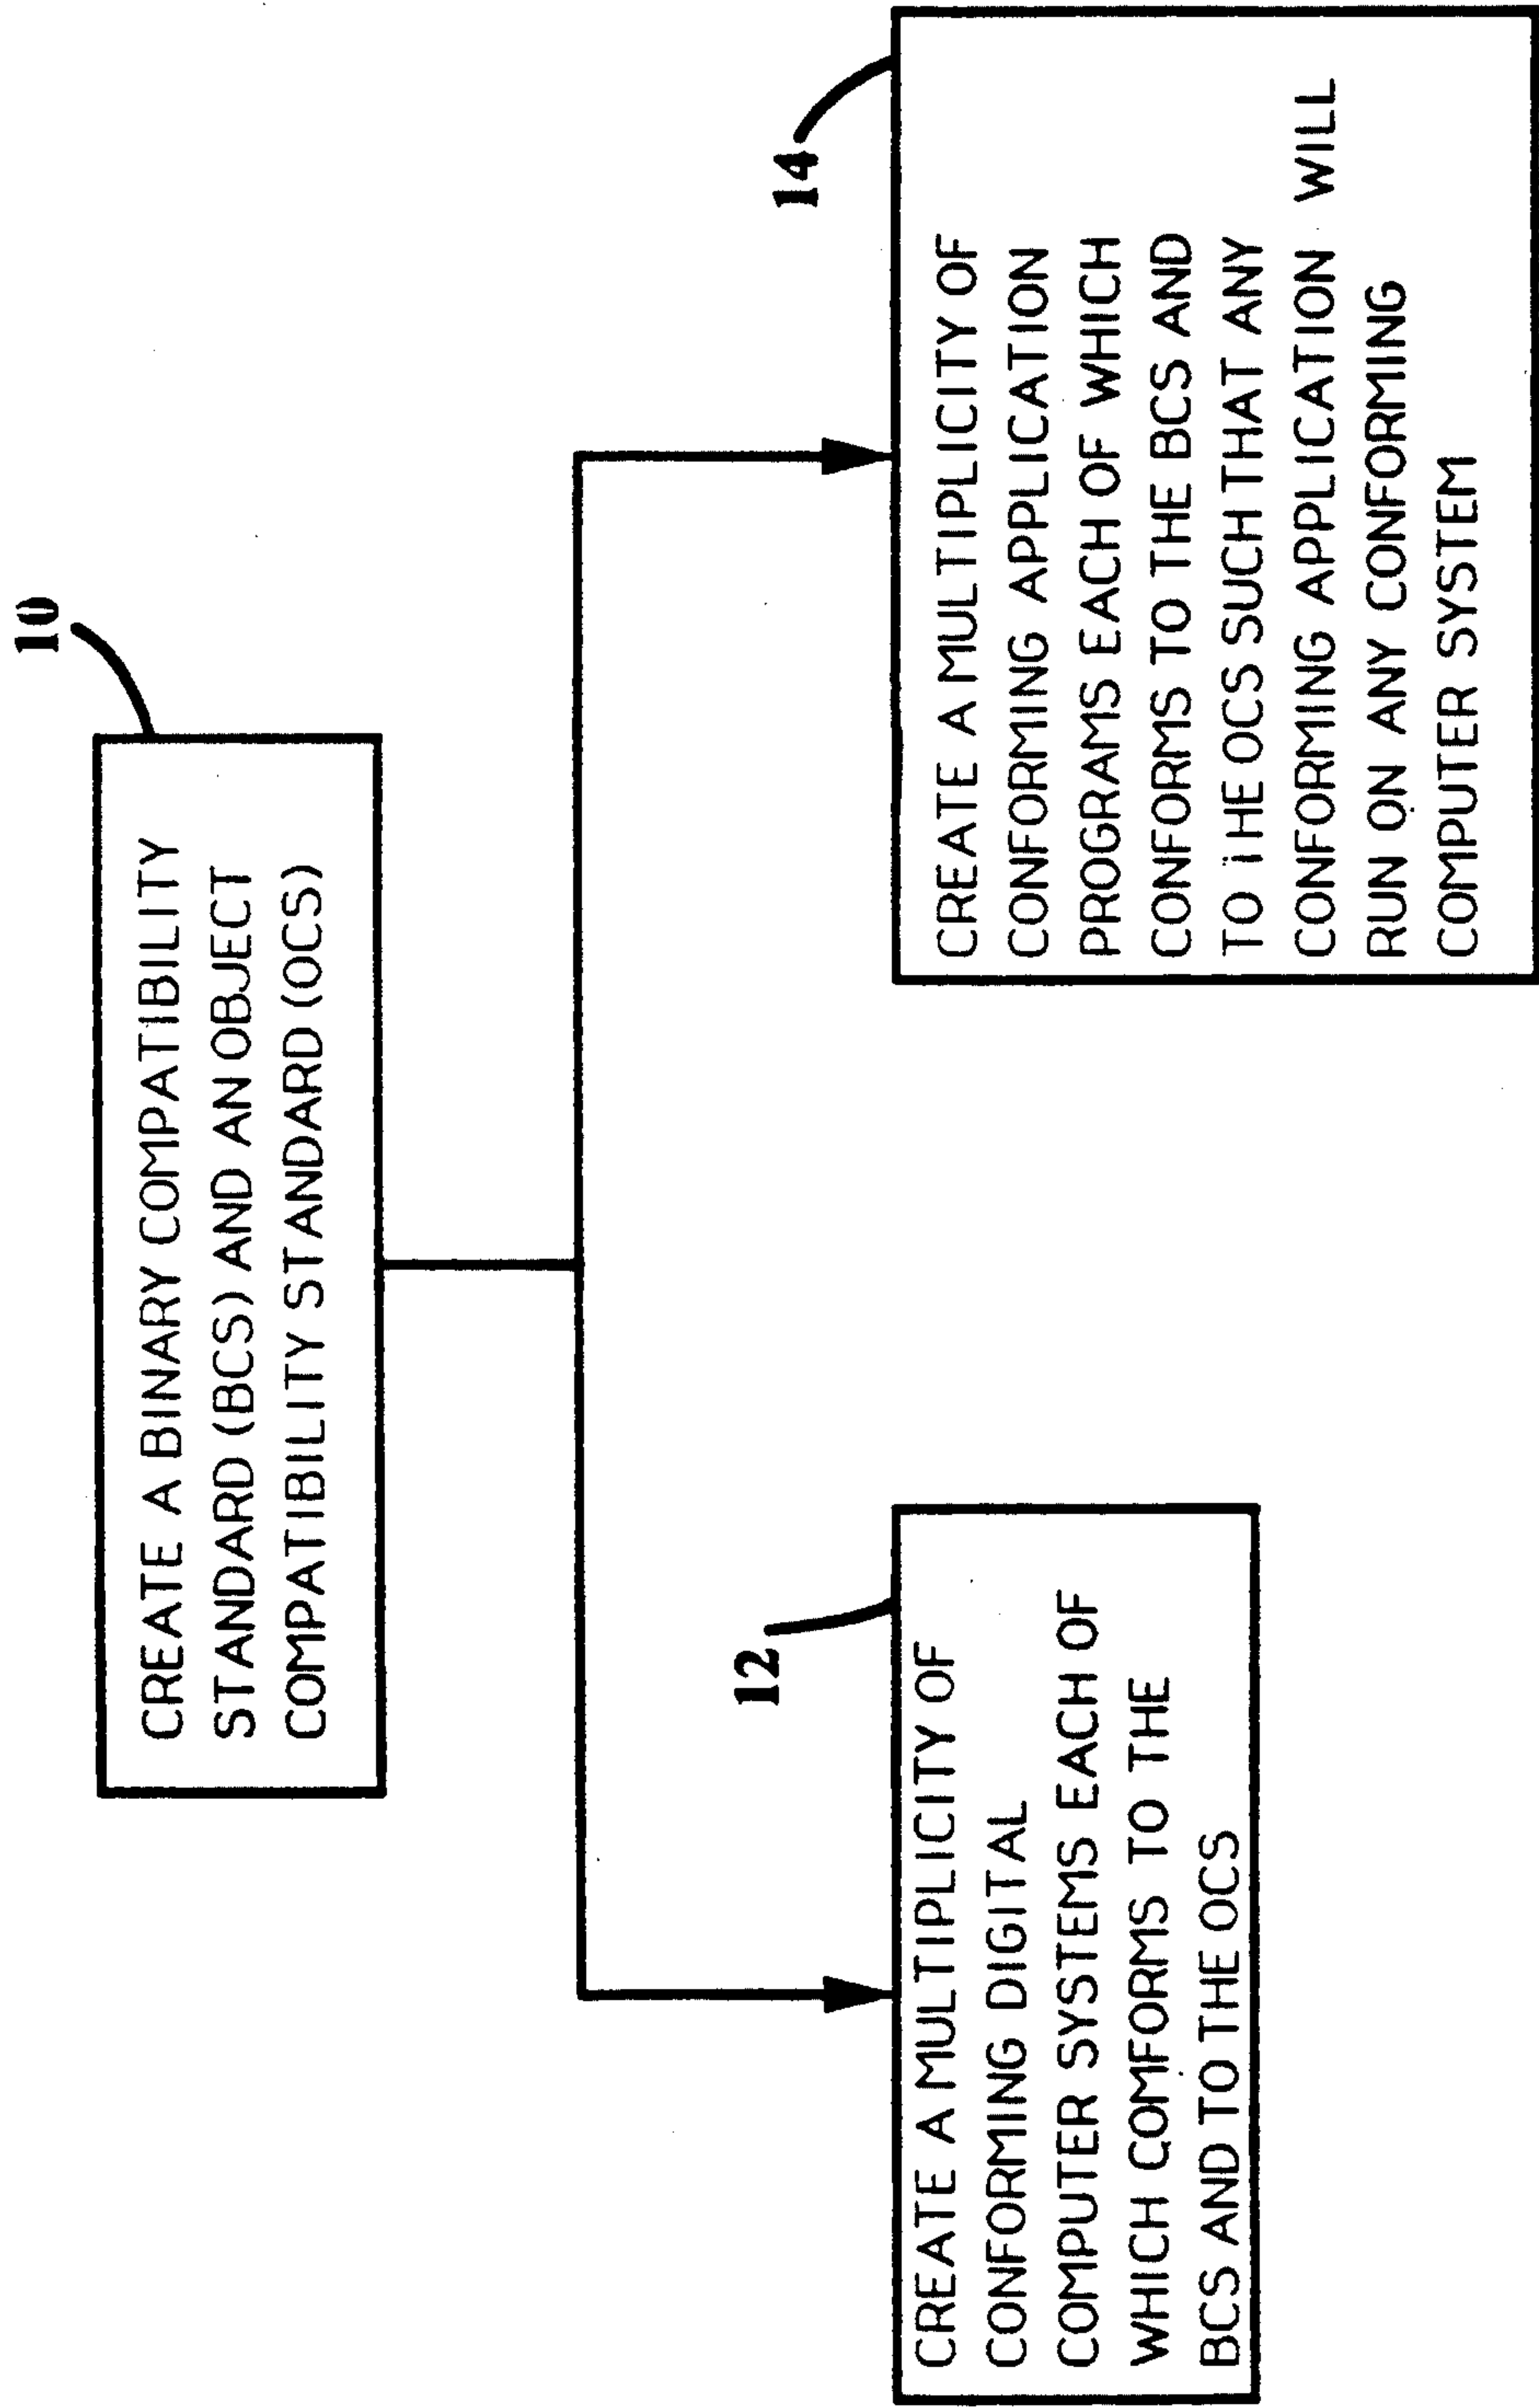 10
CREATE A BINARY COMPATIBILITY
STANDARD (BCS) AND AN OBJECT
COMPATIBILITY STANDARD (OCS)
12
CREATE A MULTIPLICITY OF
CONFORMING DIGITAL
COMPUTER SYSTEMS EACH OF
WHICH COMFORMS TO THE
BCS AND TO THE OCS
14
CREATE A MULTIPLICITY OF
CONFORMING APPLICATION
PROGRAMS EACH OF WHICH
CONFORMS TO THE BCS AND
TO THE OCS SUCH THAT ANY
CONFORMING APPLICATION WILL
RUN ON ANY CONFORMING
COMPUTER SYSTEM